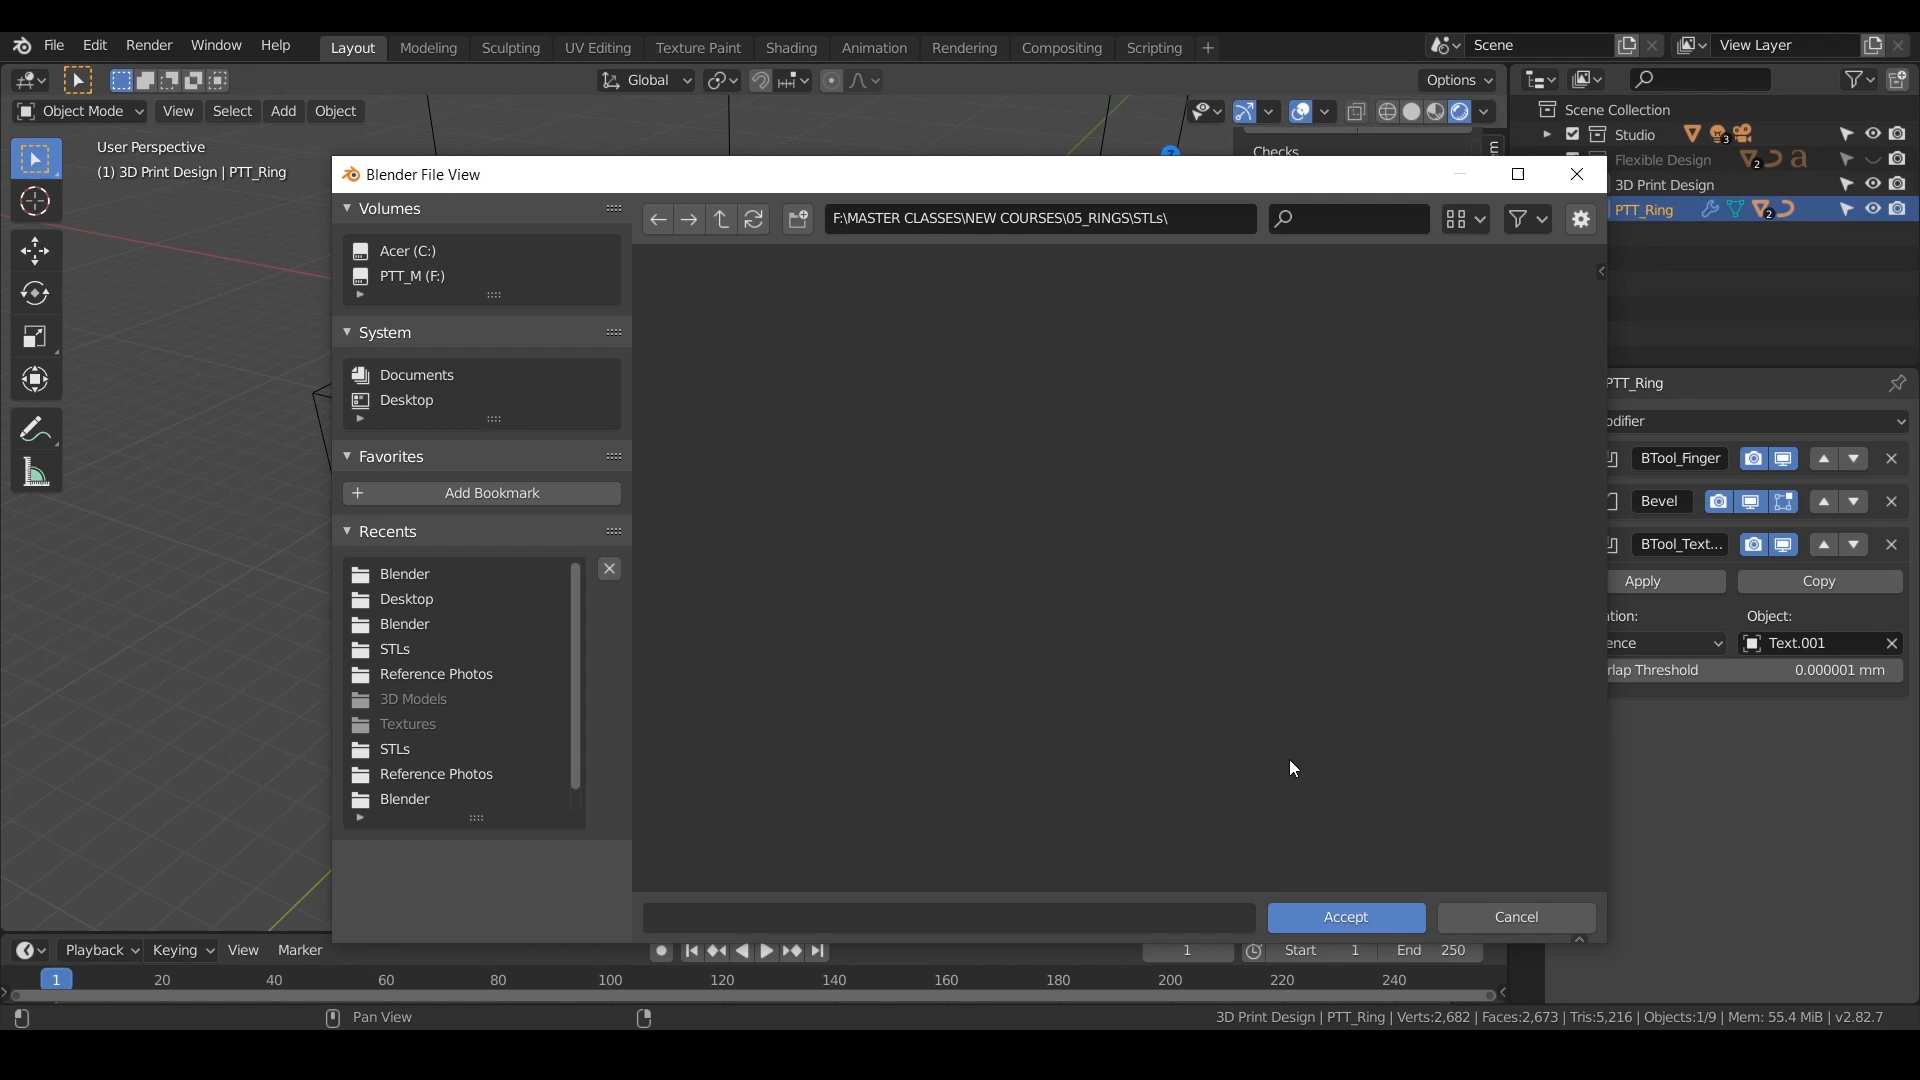 File Edit Render Window Help Layout Modeling Sculpting UV Editing Texture Paint Shading Animation Rendering Compositing Scripting + Scene View Layer
Global Options
Object Mode View Select Add Object
Scene Collection
Studio 3
Flexible Design 2
3D Print Design
PTT_Ring 2
User Perspective
(1) 3D Print Design | PTT_Ring
Checks
Blender File View
Volumes
Acer (C:)
PTT_M (F:)
System
Documents
Desktop
Favorites
Add Bookmark
Recents
Blender
Desktop
Blender
STLs
Reference Photos
3D Models
Textures
STLs
Reference Photos
Blender
F:\MASTER CLASSES\NEW COURSES\05_RINGS\STLs\
Accept Cancel
PTT_Ring
odifier
BTool_Finger
Bevel
BTool_Text...
Apply Copy
tion: Object:
ence Text.001
rlap Threshold 0.000001 mm
Playback Keying View Marker 1 Start 1 End 250
1 20 40 60 80 100 120 140 160 180 200 220 240
Pan View
3D Print Design | PTT_Ring | Verts:2,682 | Faces:2,673 | Tris:5,216 | Objects:1/9 | Mem: 55.4 MiB | v2.82.7